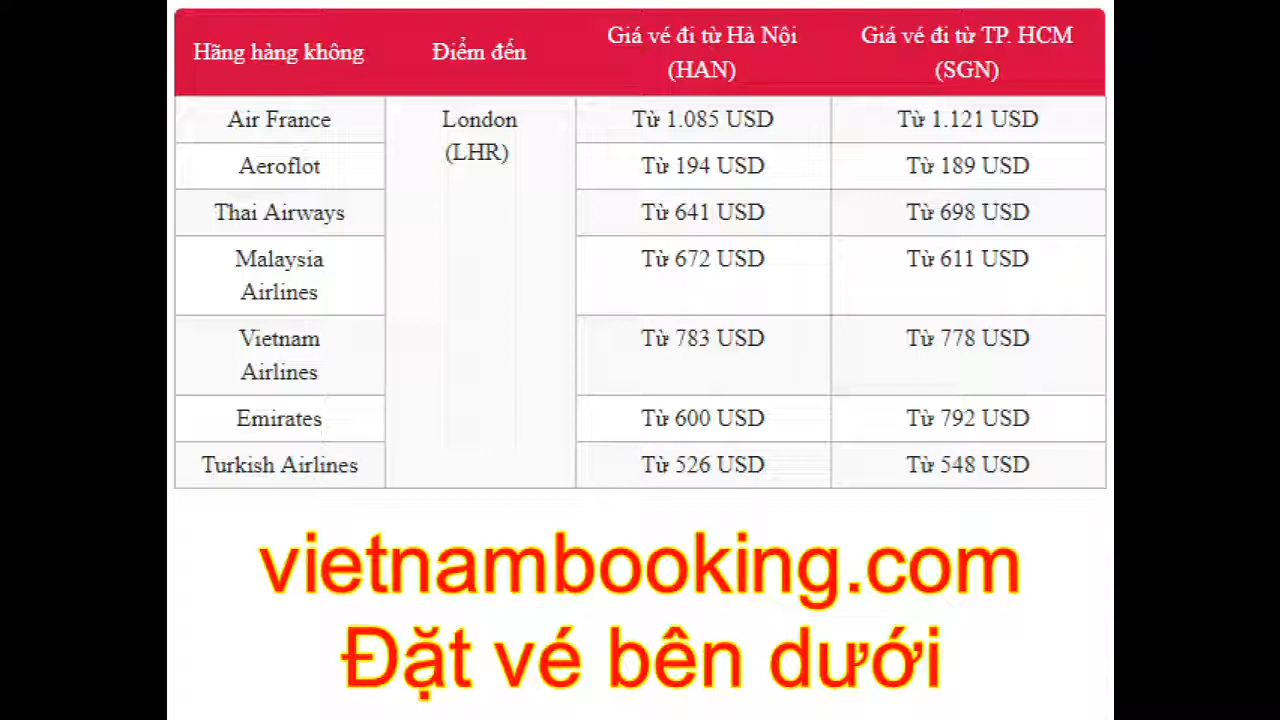 Hãng hàng không Điểm đến Giá vé đi từ Hà Nội (HAN) Giá vé đi từ TP. HCM (SGN)
Air France London (LHR) Từ 1.085 USD Từ 1.121 USD
Aeroflot Từ 194 USD Từ 189 USD
Thai Airways Từ 641 USD Từ 698 USD
Malaysia Airlines Từ 672 USD Từ 611 USD
Vietnam Airlines Từ 783 USD Từ 778 USD
Emirates Từ 600 USD Từ 792 USD
Turkish Airlines Từ 526 USD Từ 548 USD
vietnambooking.com
Đặt vé bên dưới